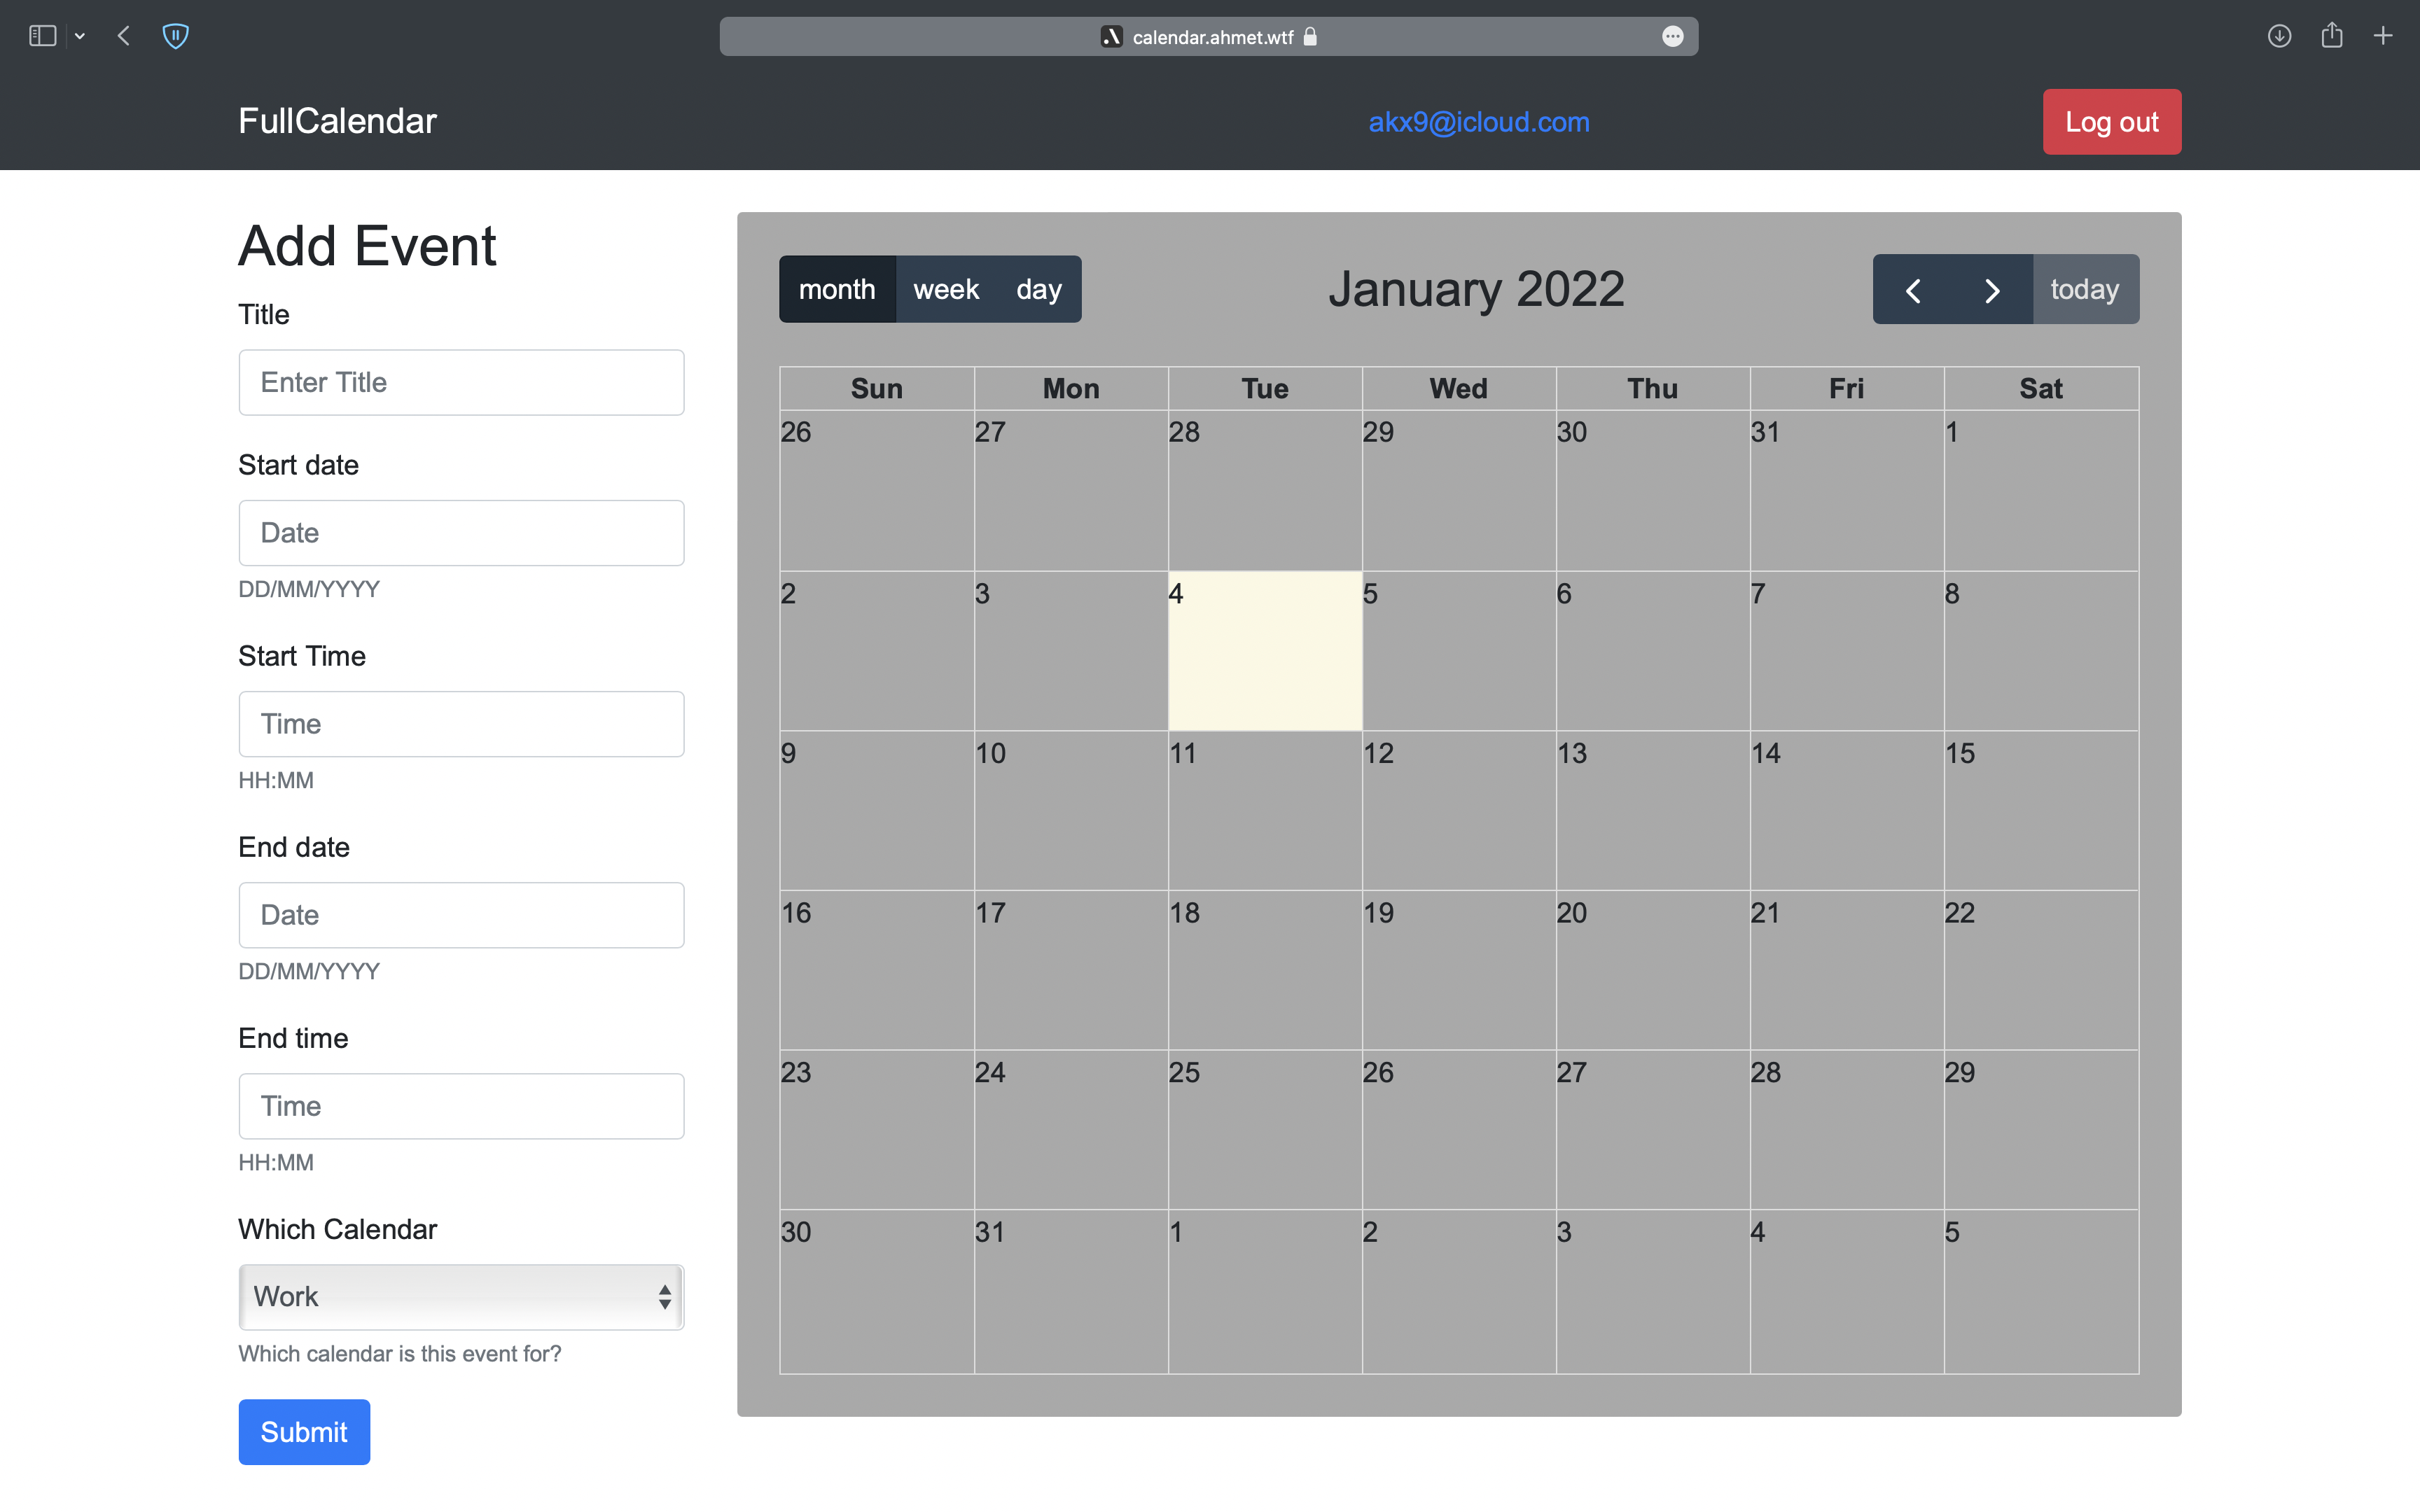 calendar.ahmet.wtf
FullCalendar akx9@icloud.com Log out
Add Event
Title
Enter Title
Start date
Date
DD/MM/YYYY
Start Time
Time
HH:MM
End date
Date
DD/MM/YYYY
End time
Time
HH:MM
Which Calendar
Work
Which calendar is this event for?
Submit
month week day January 2022 today
Sun Mon Tue Wed Thu Fri Sat
26 27 28 29 30 31 1
2 3 4 5 6 7 8
9 10 11 12 13 14 15
16 17 18 19 20 21 22
23 24 25 26 27 28 29
30 31 1 2 3 4 5